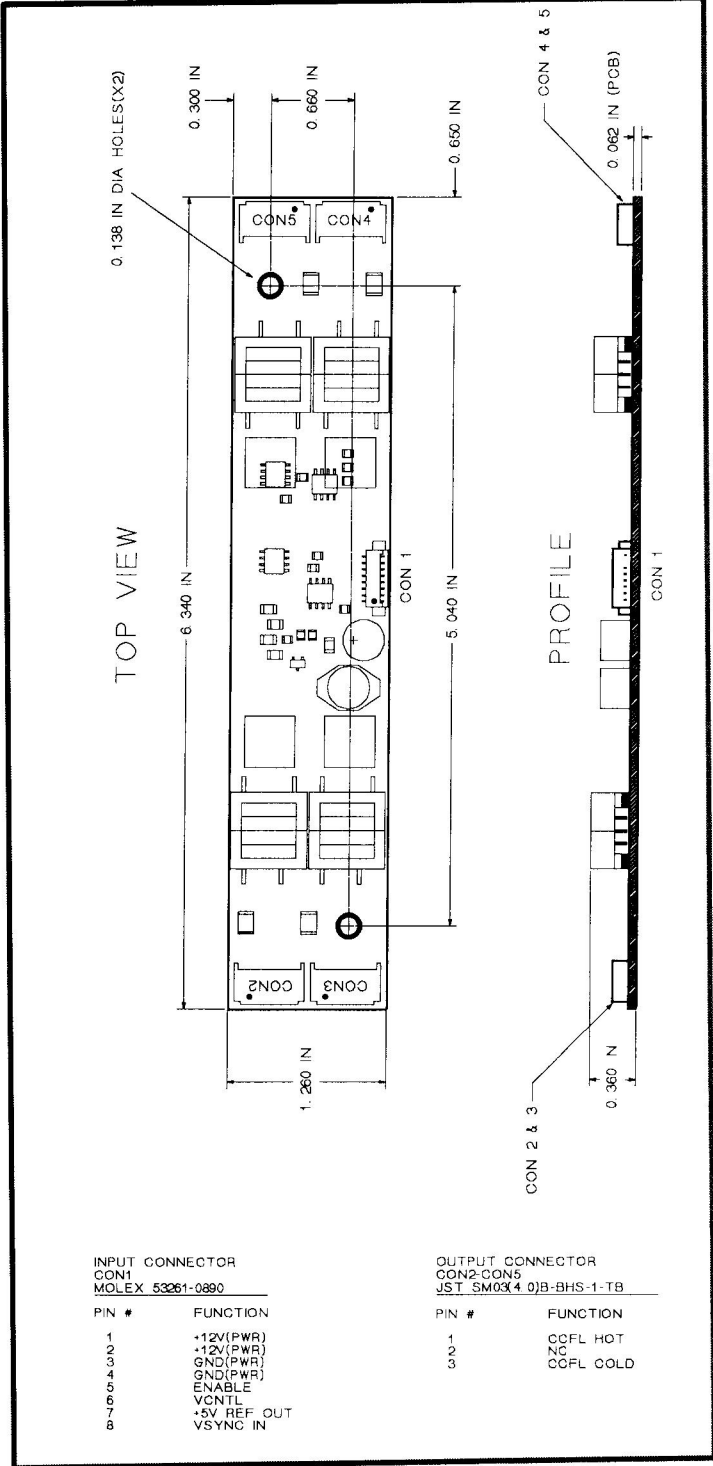 TOP VIEW
6.340 IN
0.138 IN DIA HOLES(X2)
0.300 IN
0.660 IN
0.650 IN
CON5
CON4
CON2
CON3
CON 1
5.040 IN
1.260 IN
PROFILE
CON 4 & 5
0.062 IN (PCB)
CON 1
CON 2 & 3
0.360 N
INPUT CONNECTOR
CON1
MOLEX 53261-0890
PIN # FUNCTION
1 +12V(PWR)
2 +12V(PWR)
3 GND(PWR)
4 GND(PWR)
5 ENABLE
6 VCNTL
7 +5V REF OUT
8 VSYNC IN
OUTPUT CONNECTOR
CON2-CON5
JST SM03(4.0)B-BHS-1-TB
PIN # FUNCTION
1 CCFL HOT
2 NC
3 CCFL COLD